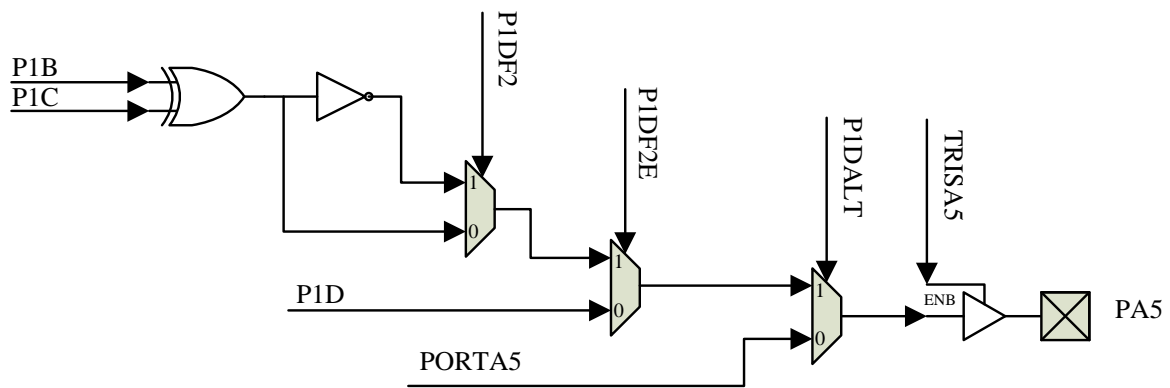 P1B
P1C
P1DF2
P1DF2E
P1DALT
TRISA5
1
0
1
0
P1D
1
0
ENB
PA5
PORTA5